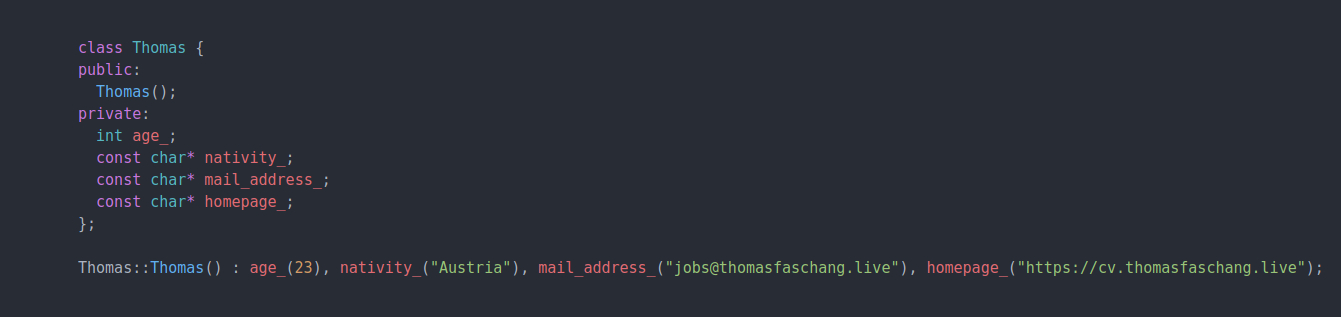 class Thomas {
public:
  Thomas();
private:
  int age_;
  const char* nativity_;
  const char* mail_address_;
  const char* homepage_;
};

Thomas::Thomas() : age_(23), nativity_("Austria"), mail_address_("jobs@thomasfaschang.live"), homepage_("https://cv.thomasfaschang.live");